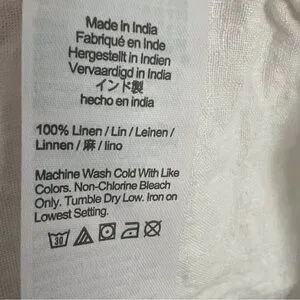 Made in India
Fabriqué en Inde
Hergestellt in Indien
Vervaardigd in India
インド製
hecho en india
100% Linen / Lin / Leinen /
Linnen / 麻 / lino
Machine Wash Cold With Like
Colors. Non-Chlorine Bleach
Only. Tumble Dry Low. Iron on
Lowest Setting.
30